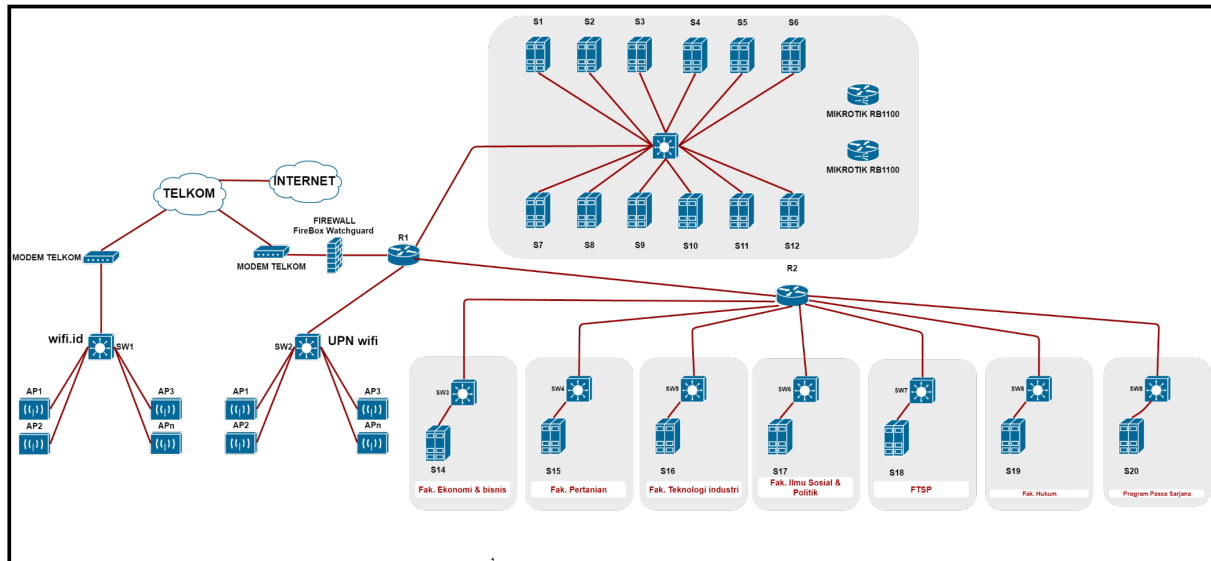 S1
S2
S3
S4
S5
S6
MIKROTIK RB1100
MIKROTIK RB1100
S7
S8
S9
S10
S11
S12
INTERNET
TELKOM
FIREWALL
FireBox Watchguard
MODEM TELKOM
MODEM TELKOM
R1
R2
wifi.id
SW1
SW2
UPN wifi
AP1
AP3
AP2
APn
AP1
AP3
AP2
APn
SW3
SW4
SW5
SW6
SW7
SW8
SW8
S14
S15
S16
S17
S18
S19
S20
Fak. Ekonomi & bisnis
Fak. Pertanian
Fak. Teknologi industri
Fak. Ilmu Sosial &
Politik
FTSP
Fak. Hukum
Program Pasca Sarjana
1